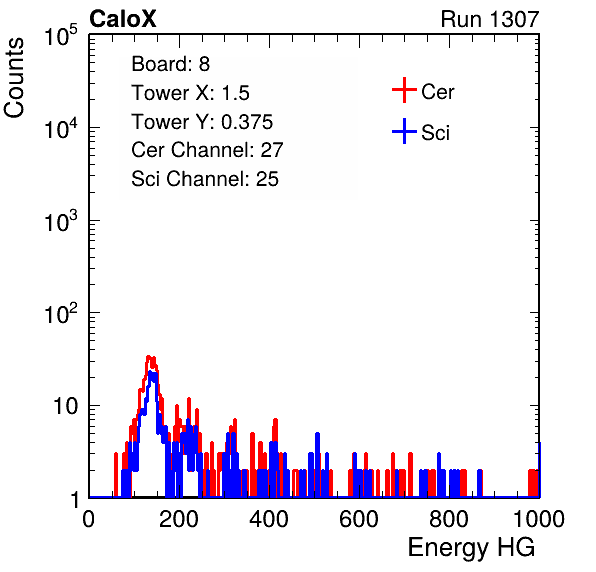 CaloX Run 1307
Counts
10^5
10^4
10^3
10^2
10
1
Board: 8
Tower X: 1.5
Tower Y: 0.375
Cer Channel: 27
Sci Channel: 25
Cer
Sci
0 200 400 600 800 1000
Energy HG